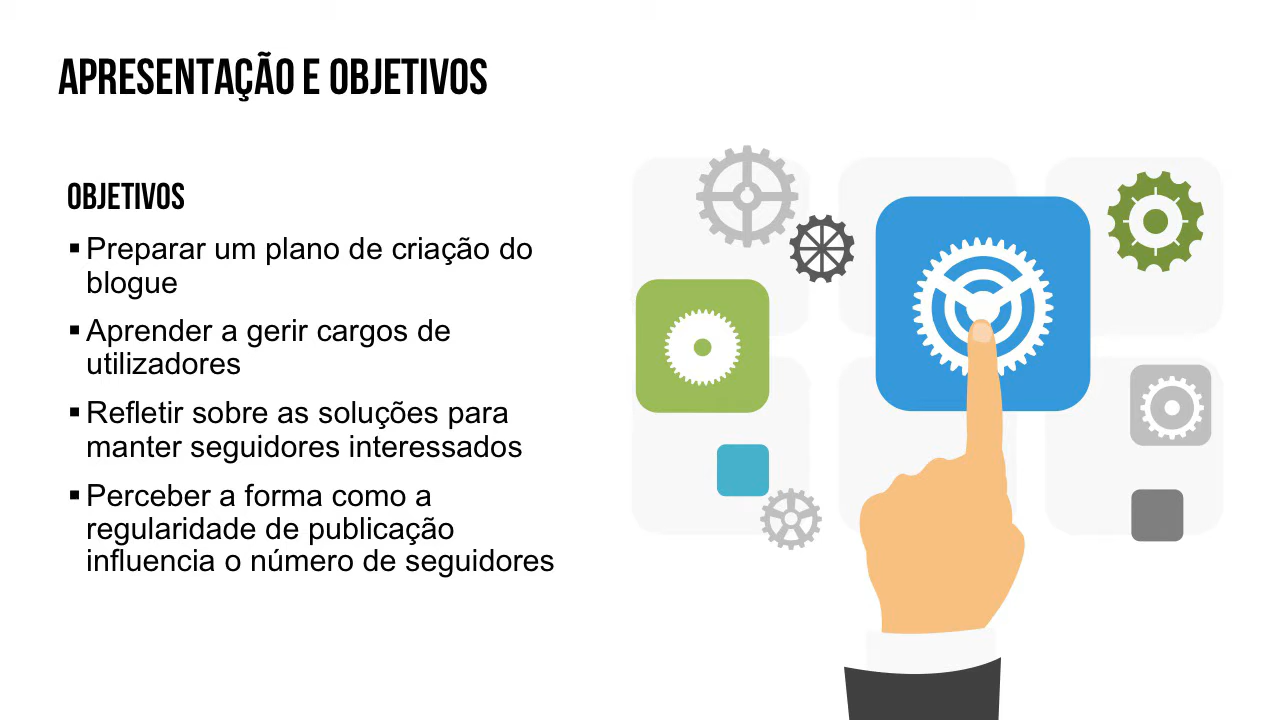 APRESENTAÇÃO E OBJETIVOS
OBJETIVOS
▪ Preparar um plano de criação do
blogue
▪ Aprender a gerir cargos de
utilizadores
▪ Refletir sobre as soluções para
manter seguidores interessados
▪ Perceber a forma como a
regularidade de publicação
influencia o número de seguidores